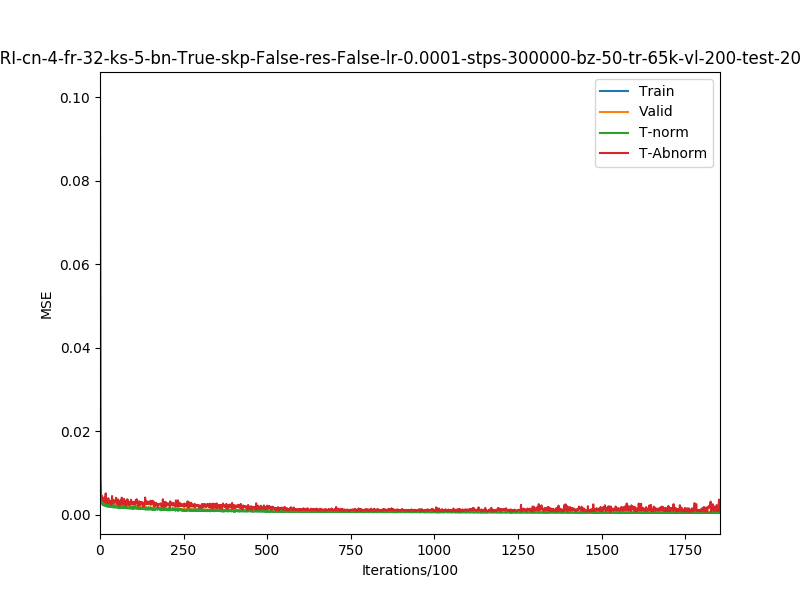 RI-cn-4-fr-32-ks-5-bn-True-skp-False-res-False-lr-0.0001-stps-300000-bz-50-tr-65k-vl-200-test-20
Train
Valid
T-norm
T-Abnorm
0.10
0.08
0.06
0.04
0.02
0.00
MSE
0 250 500 750 1000 1250 1500 1750
Iterations/100